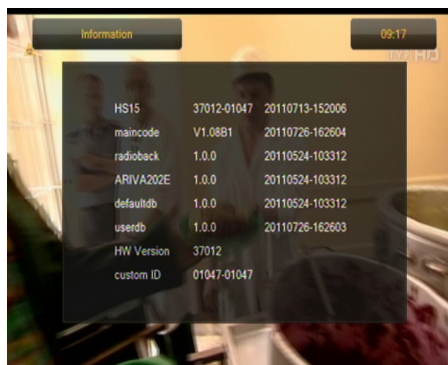 Information 09:17
TVP HD
HS15 37012-01047 20110713-152006
maincode V1.08B1 20110726-162604
radioback 1.0.0 20110524-103312
ARIVA202E 1.0.0 20110524-103312
defaultdb 1.0.0 20110524-103312
userdb 1.0.0 20110726-162603
HW Version 37012
custom ID 01047-01047